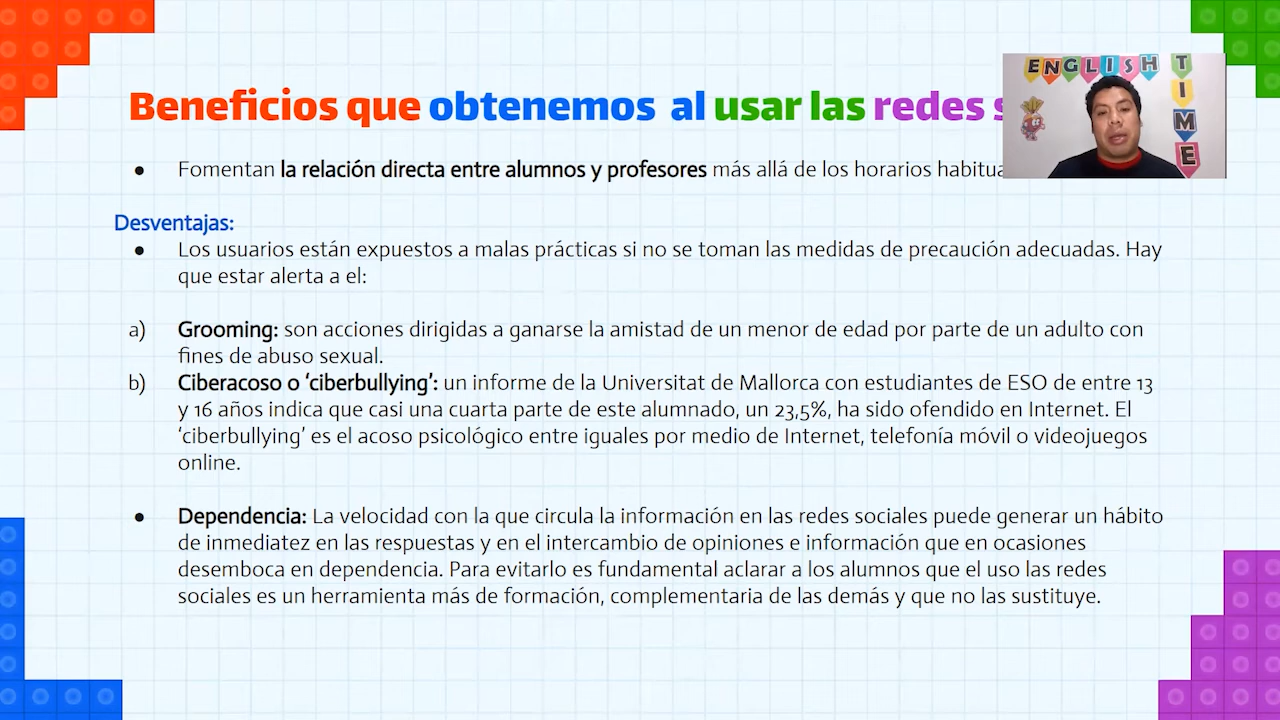 Beneficios que obtenemos al usar las redes
ENGLISH
TIME
● Fomentan la relación directa entre alumnos y profesores más allá de los horarios
Desventajas:
● Los usuarios están expuestos a malas prácticas si no se toman las medidas de precaución adecuadas. Hay
que estar alerta a el:
a) Grooming: son acciones dirigidas a ganarse la amistad de un menor de edad por parte de un adulto con
fines de abuso sexual.
b) Ciberacoso o ‘ciberbullying’: un informe de la Universitat de Mallorca con estudiantes de ESO de entre 13
y 16 años indica que casi una cuarta parte de este alumnado, un 23,5%, ha sido ofendido en Internet. El
‘ciberbullying’ es el acoso psicológico entre iguales por medio de Internet, telefonía móvil o videojuegos
online.
● Dependencia: La velocidad con la que circula la información en las redes sociales puede generar un hábito
de inmediatez en las respuestas y en el intercambio de opiniones e información que en ocasiones
desemboca en dependencia. Para evitarlo es fundamental aclarar a los alumnos que el uso las redes
sociales es un herramienta más de formación, complementaria de las demás y que no las sustituye.